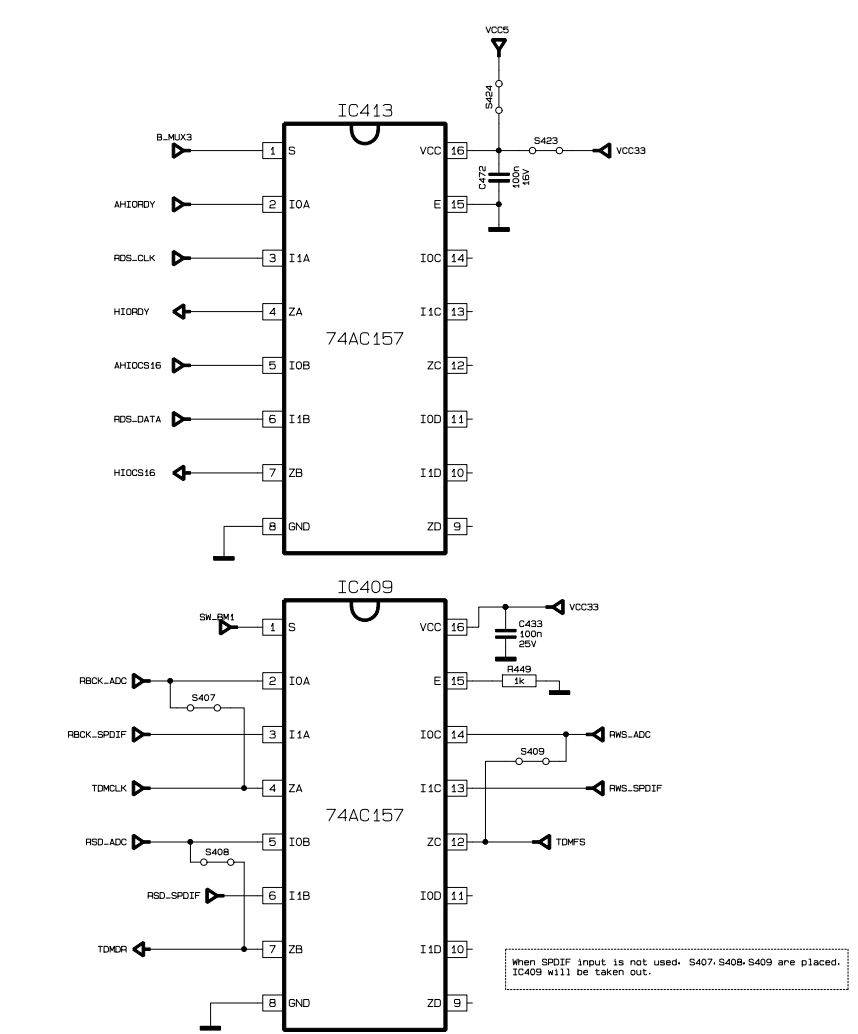 VCC5
S424
IC413
B_MUX3
1 S
VCC 16
S423
VCC33
C472
100n
16V
AHIORDY
2 I0A
E 15
RDS_CLK
3 I1A
I0C 14
HIORDY
4 ZA
I1C 13
74AC157
AHIOCS16
5 I0B
ZC 12
RDS_DATA
6 I1B
I0D 11
HIOCS16
7 ZB
I1D 10
8 GND
ZD 9
IC409
SW_BM1
1 S
VCC 16
VCC33
C433
100n
25V
RBCK_ADC
2 I0A
E 15
R449
1k
S407
RBCK_SPDIF
3 I1A
I0C 14
RWS_ADC
S409
TDMCLK
4 ZA
I1C 13
RWS_SPDIF
74AC157
RSD_ADC
5 I0B
ZC 12
TDMFS
S408
RSD_SPDIF
6 I1B
I0D 11
TDMDR
7 ZB
I1D 10
When SPDIF input is not used. S407,S408,S409 are placed.
IC409 will be taken out.
8 GND
ZD 9